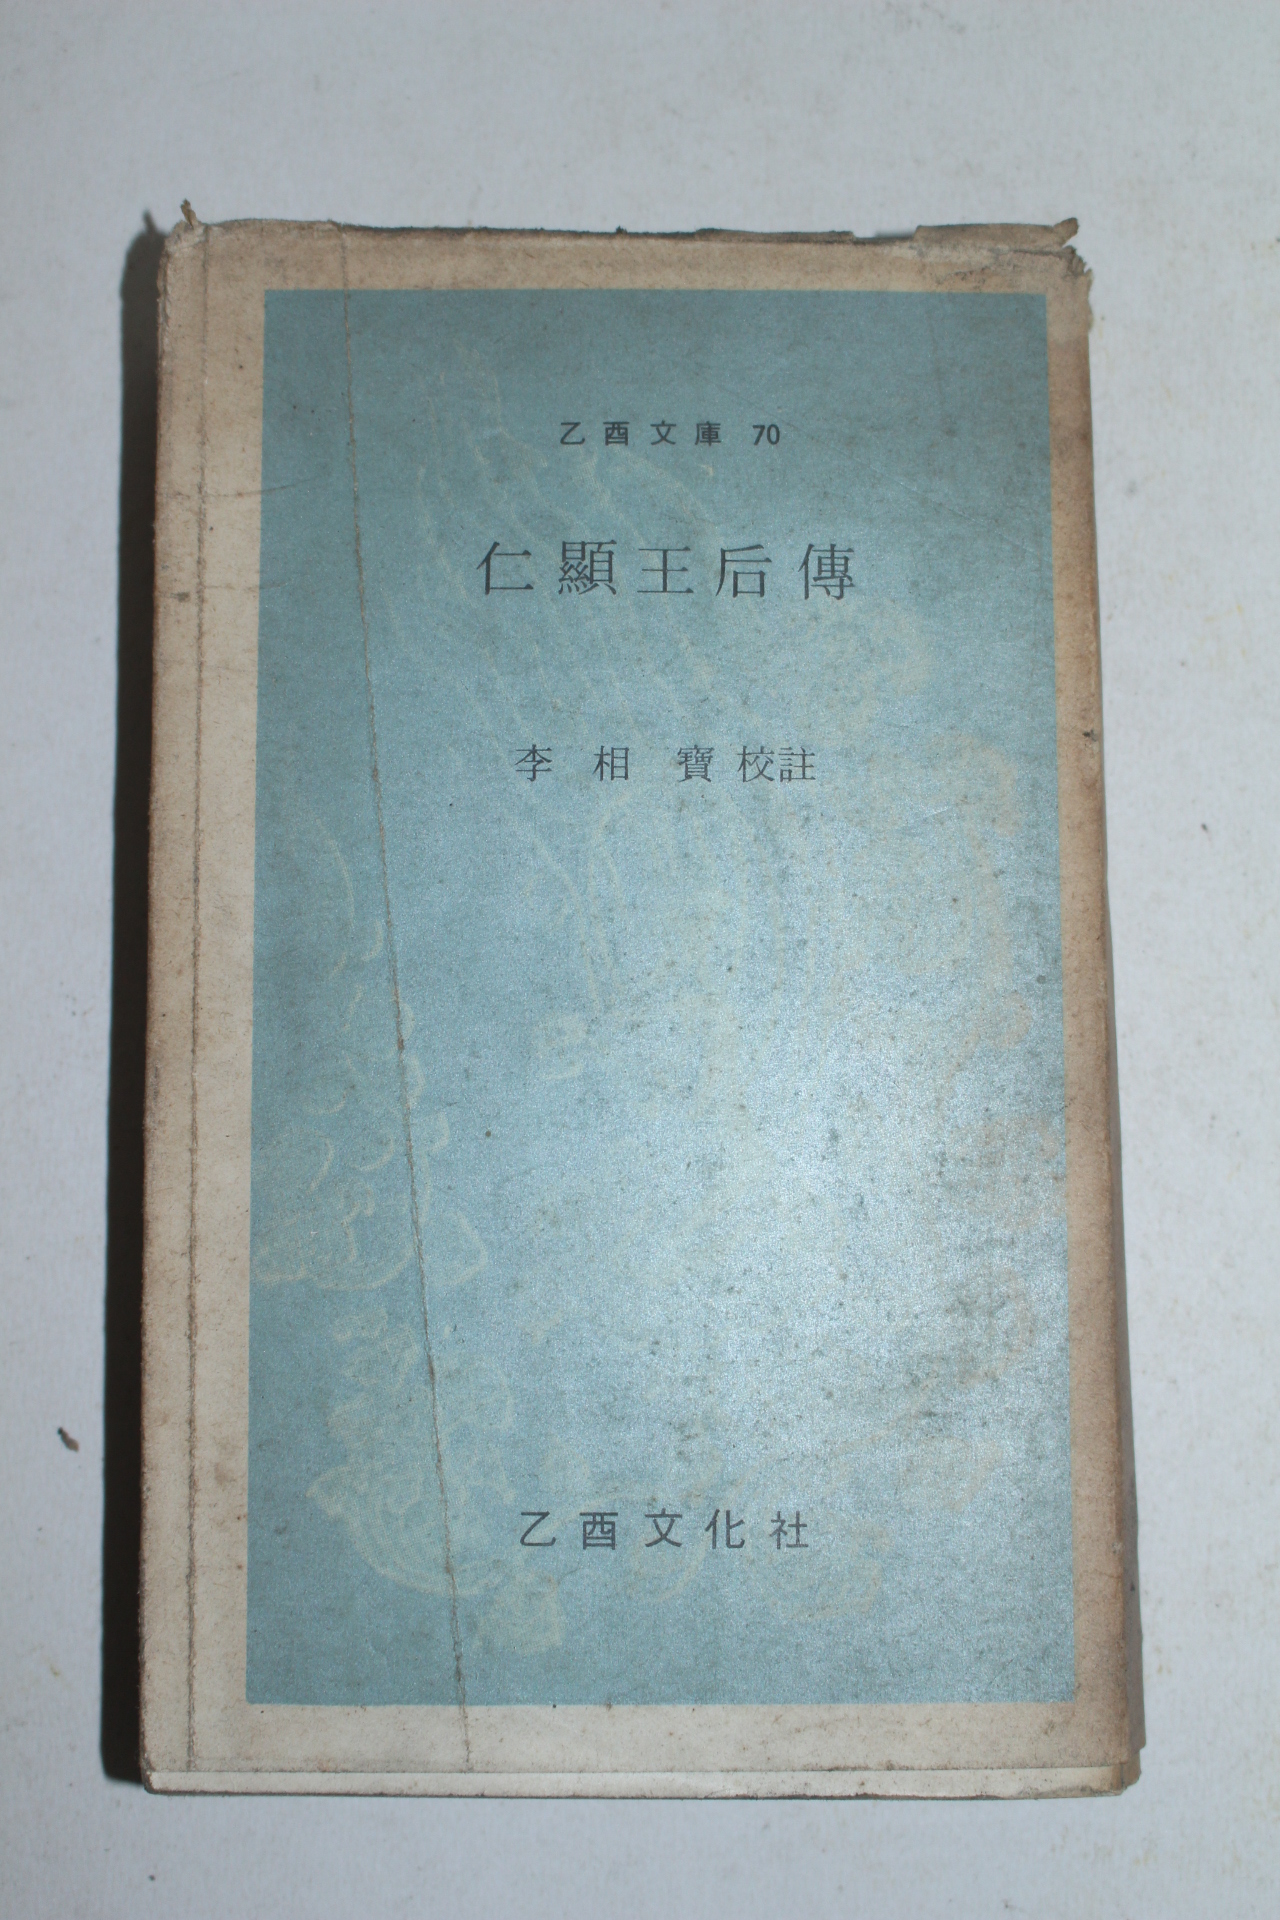 乙酉文庫 70
仁顯王后傳
李相寶 校註
乙酉文化社